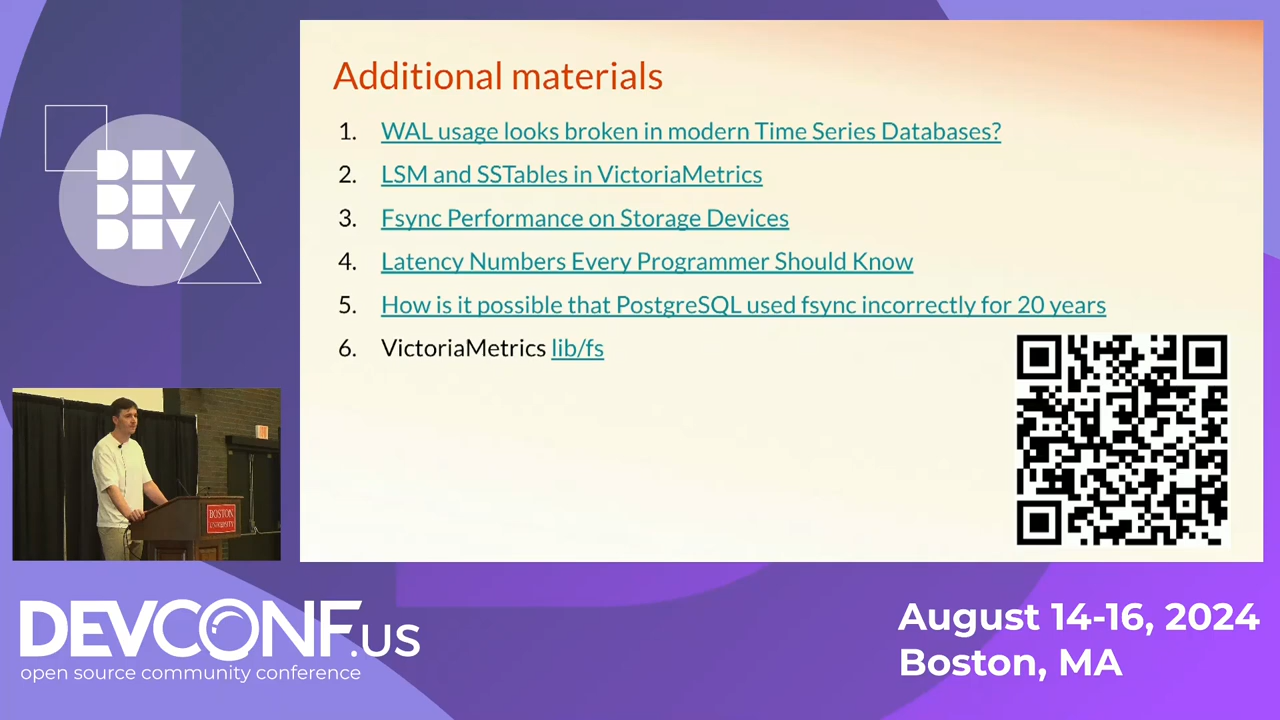 Additional materials
1. WAL usage looks broken in modern Time Series Databases?
2. LSM and SSTables in VictoriaMetrics
3. Fsync Performance on Storage Devices
4. Latency Numbers Every Programmer Should Know
5. How is it possible that PostgreSQL used fsync incorrectly for 20 years
6. VictoriaMetrics lib/fs
DEV
DEV
DEV
BOSTON
UNIVERSITY
DEVCONF.US
open source community conference
August 14-16, 2024
Boston, MA